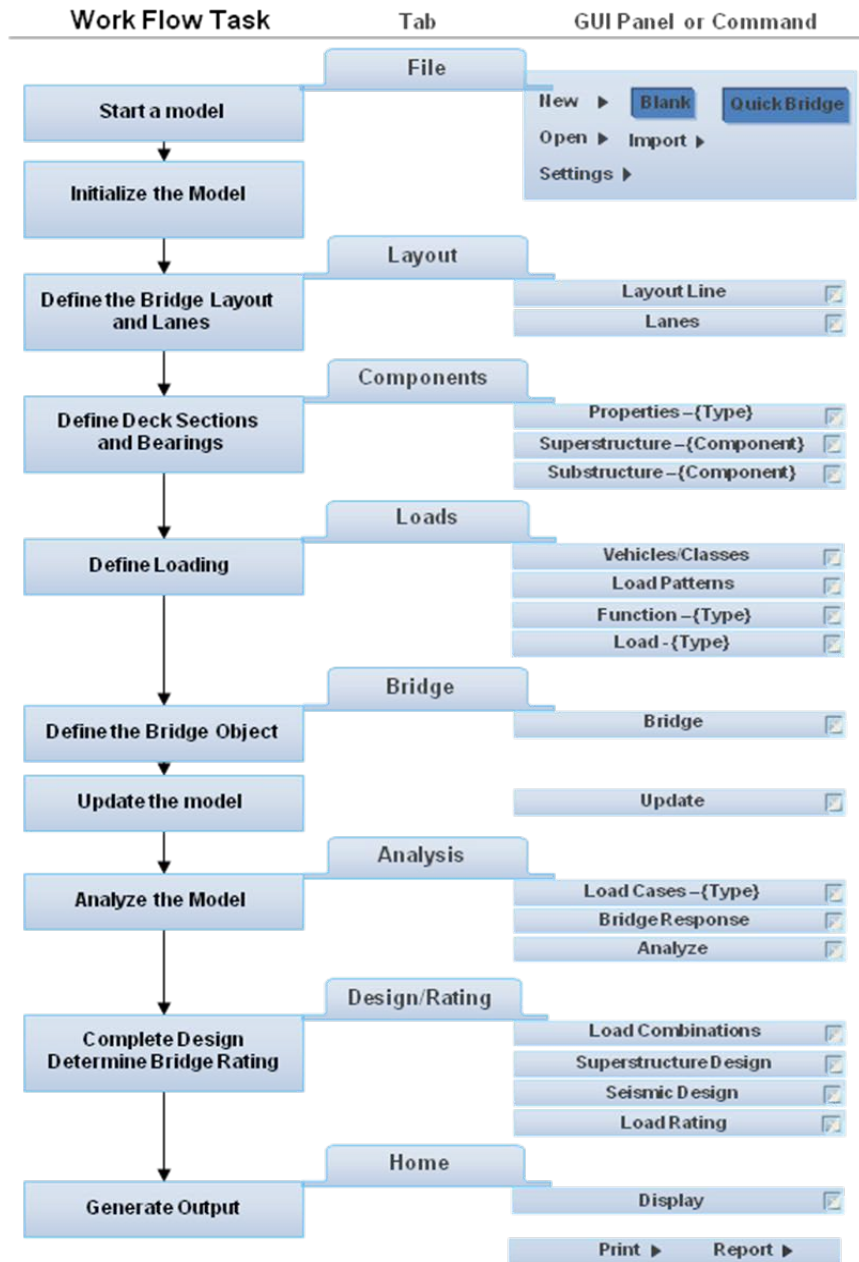 Work Flow Task Tab GUI Panel or Command
File
Start a model
New Blank Quick Bridge
Open Import
Settings
Initialize the Model
Layout
Define the Bridge Layout
and Lanes
Layout Line
Lanes
Components
Define Deck Sections
and Bearings
Properties –{Type}
Superstructure –{Component}
Substructure –{Component}
Loads
Define Loading
Vehicles/Classes
Load Patterns
Function –{Type}
Load -{Type}
Bridge
Define the Bridge Object
Bridge
Update the model
Update
Analysis
Analyze the Model
Load Cases –{Type}
Bridge Response
Analyze
Design/Rating
Complete Design
Determine Bridge Rating
Load Combinations
Superstructure Design
Seismic Design
Load Rating
Home
Generate Output
Display
Print Report